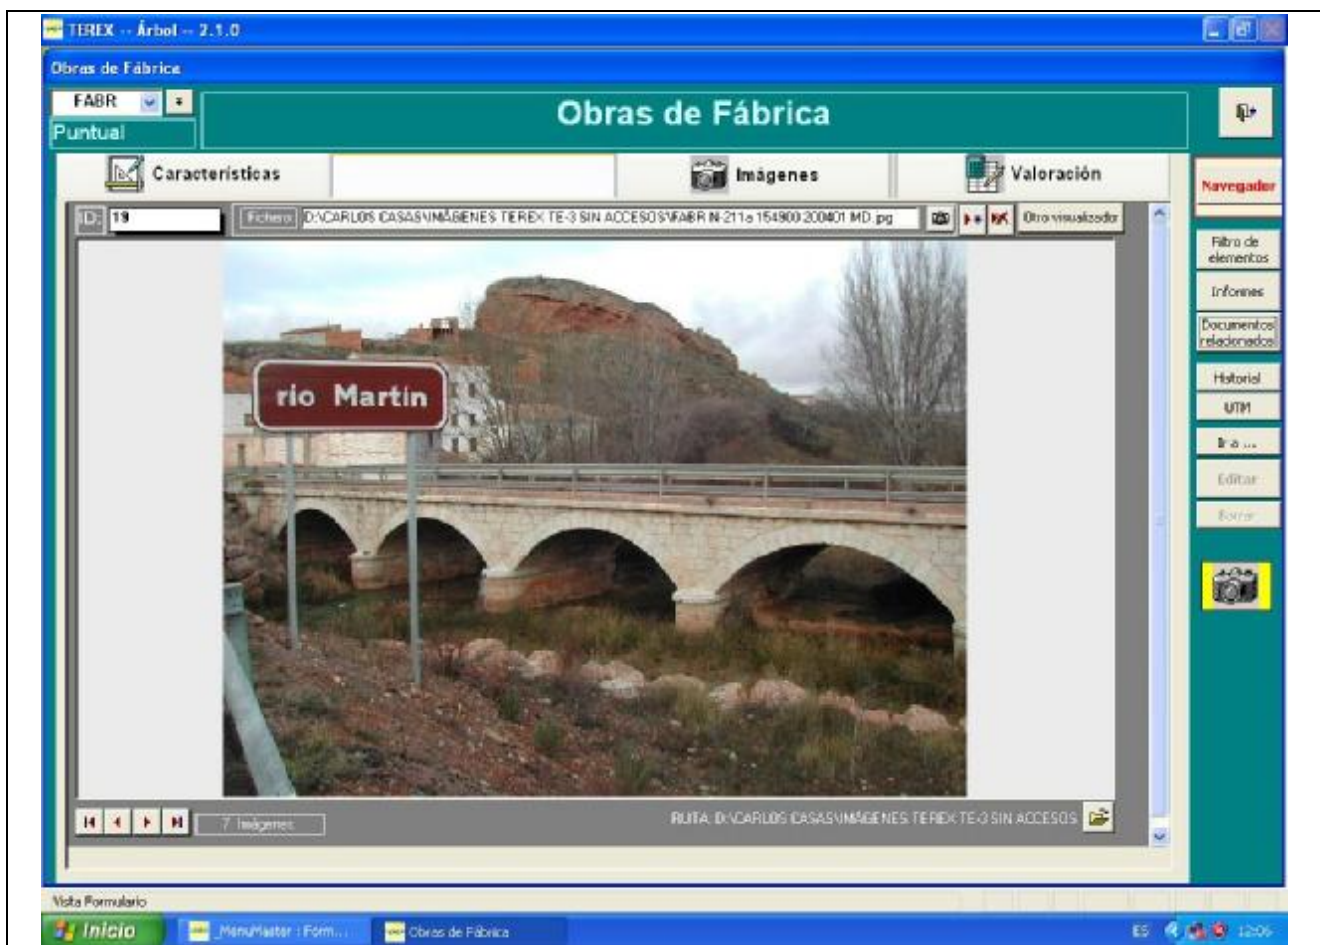 TEREX -- Árbol -- 2.1.0
Obras de Fábrica
FABR
Puntual
Obras de Fábrica
Características
Imágenes
Valoración
Navegador
ID: 19
Fichero: D:\CARLOS CASAS\IMÁGENES TEREX TE-3 SIN ACCESOS\FABR N-211a 154900 200401 MD.jpg
Otro visualizador
Filtro de
elementos
Informes
Documentos
relacionados
Historial
UTM
Ir a ...
Editar
Borrar
río Martín
7 Imágenes
RUTA: D:\CARLOS CASAS\IMÁGENES TEREX TE-3 SIN ACCESOS
Vista Formulario
Inicio
_MenuMaster : Form...
Obras de Fábrica
ES
12:06